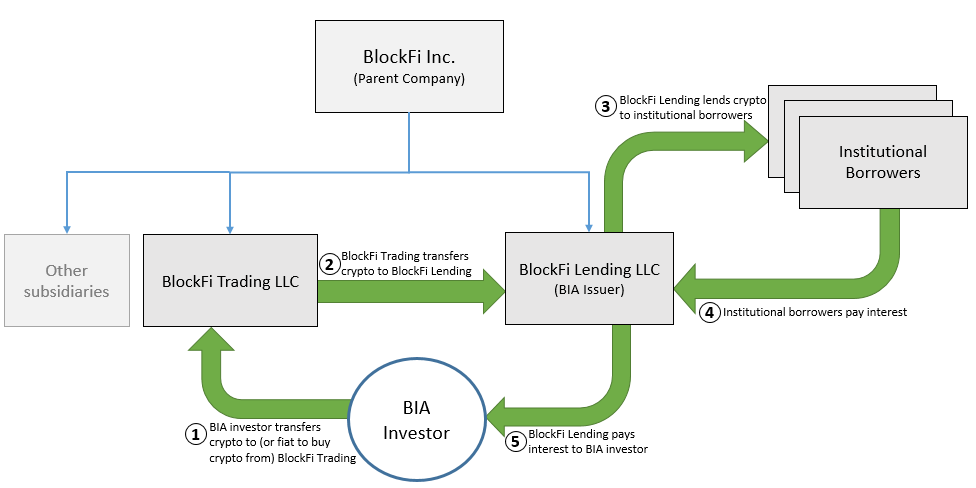 BlockFi Inc.
(Parent Company)
3
BlockFi Lending lends crypto
to institutional borrowers
Institutional
Borrowers
Other
subsidiaries
BlockFi Trading LLC
2
BlockFi Trading transfers
crypto to BlockFi Lending
BlockFi Lending LLC
(BIA Issuer)
4
Institutional borrowers pay interest
1
BIA investor transfers
crypto to (or fiat to buy
crypto from) BlockFi Trading
BIA
Investor
5
BlockFi Lending pays
interest to BIA investor